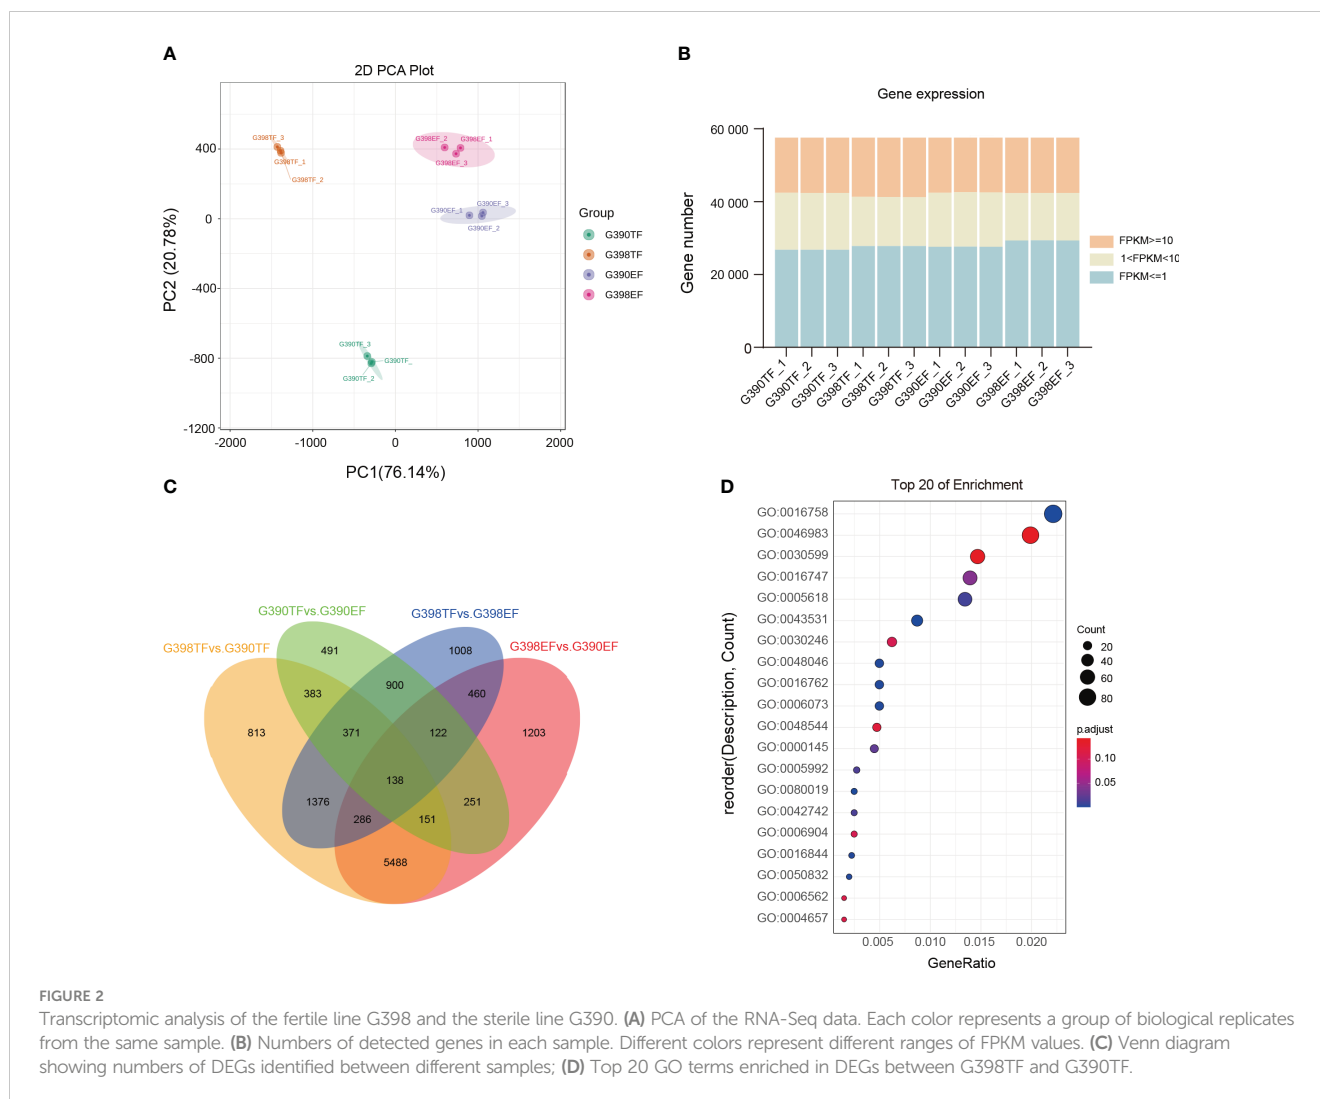 A
2D PCA Plot
G398TF_3
G398TF_1
G398TF_2
G398EF_2
G398EF_1
G398EF_3
G390EF_3
G390EF_1
G390EF_2
G390TF_3
G390TF_
G390TF_2
400
0
-400
-800
-1200
-2000
-1000
0
1000
2000
PC2 (20.78%)
PC1(76.14%)
Group
G390TF
G398TF
G390EF
G398EF
B
Gene expression
60 000
40 000
20 000
0
Gene number
G390TF_1
G390TF_2
G390TF_3
G398TF_1
G398TF_2
G398TF_3
G390EF_1
G390EF_2
G390EF_3
G398EF_1
G398EF_2
G398EF_3
FPKM>=10
1<FPKM<10
FPKM<=1
C
G390TFvs.G390EF
G398TFvs.G398EF
G398TFvs.G390TF
G398EFvs.G390EF
491
1008
383
900
460
813
371
122
1203
138
1376
251
286
151
5488
D
Top 20 of Enrichment
GO:0016758
GO:0046983
GO:0030599
GO:0016747
GO:0005618
GO:0043531
GO:0030246
GO:0048046
GO:0016762
GO:0006073
GO:0048544
GO:0000145
GO:0005992
GO:0080019
GO:0042742
GO:0006904
GO:0016844
GO:0050832
GO:0006562
GO:0004657
reorder(Description, Count)
0.005
0.010
0.015
0.020
GeneRatio
Count
20
40
60
80
p.adjust
0.10
0.05
FIGURE 2
Transcriptomic analysis of the fertile line G398 and the sterile line G390. (A) PCA of the RNA-Seq data. Each color represents a group of biological replicates
from the same sample. (B) Numbers of detected genes in each sample. Different colors represent different ranges of FPKM values. (C) Venn diagram
showing numbers of DEGs identified between different samples; (D) Top 20 GO terms enriched in DEGs between G398TF and G390TF.